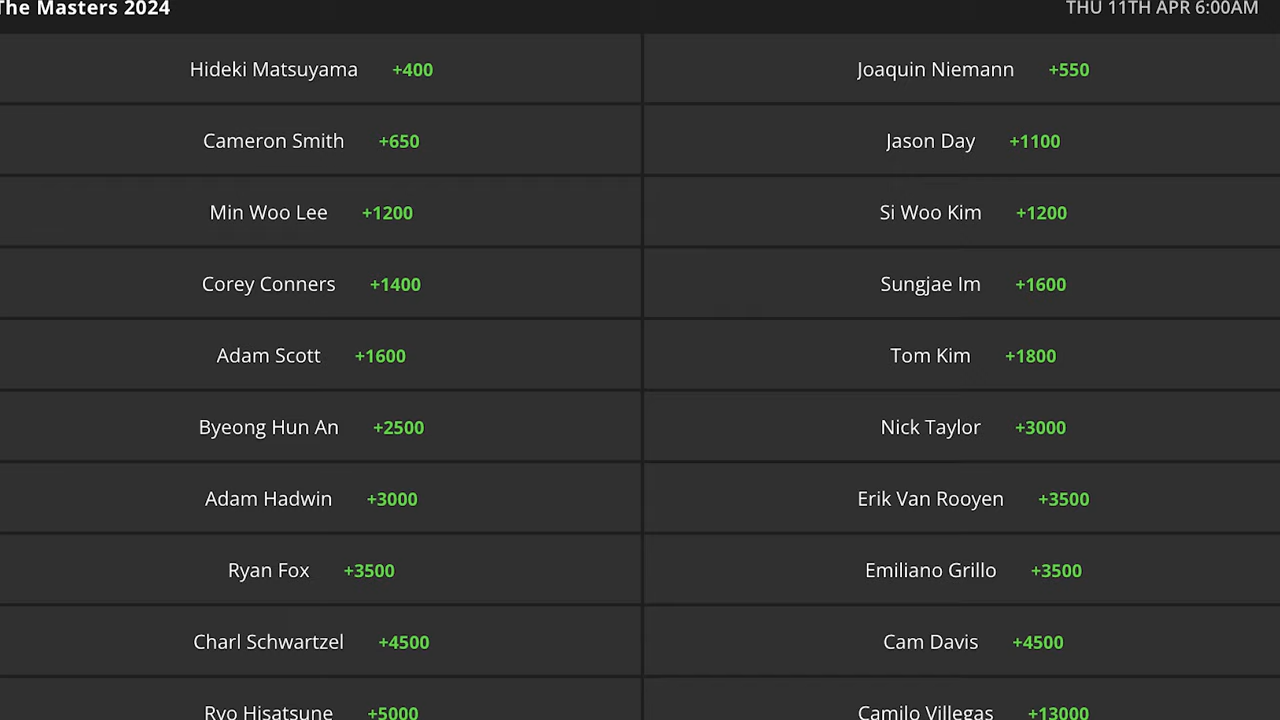 The Masters 2024 THU 11TH APR 6:00AM
Hideki Matsuyama +400 Joaquin Niemann +550
Cameron Smith +650 Jason Day +1100
Min Woo Lee +1200 Si Woo Kim +1200
Corey Conners +1400 Sungjae Im +1600
Adam Scott +1600 Tom Kim +1800
Byeong Hun An +2500 Nick Taylor +3000
Adam Hadwin +3000 Erik Van Rooyen +3500
Ryan Fox +3500 Emiliano Grillo +3500
Charl Schwartzel +4500 Cam Davis +4500
Ryo Hisatsune +5000 Camilo Villegas +13000